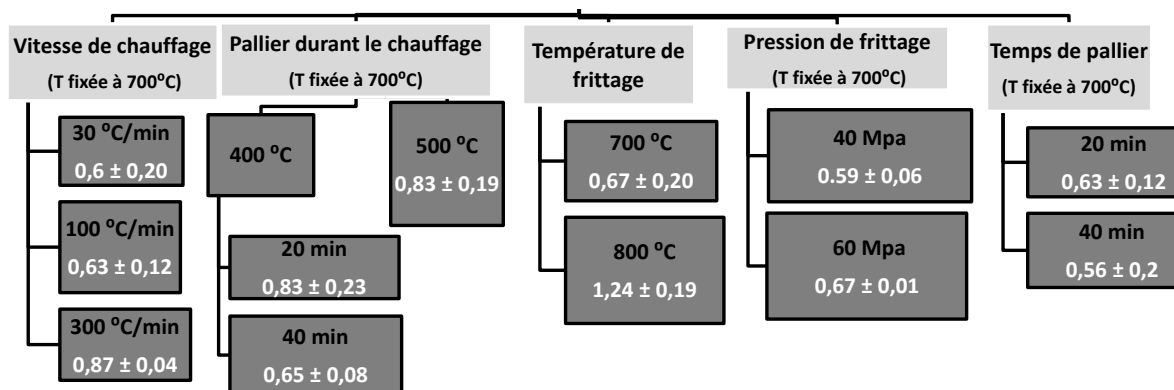 Vitesse de chauffage
(T fixée à 700°C)
30 °C/min
0,6 ± 0,20
100 °C/min
0,63 ± 0,12
300 °C/min
0,87 ± 0,04
Pallier durant le chauffage
(T fixée à 700°C)
400 °C
20 min
0,83 ± 0,23
40 min
0,65 ± 0,08
500 °C
0,83 ± 0,19
Température de
frittage
700 °C
0,67 ± 0,20
800 °C
1,24 ± 0,19
Pression de frittage
(T fixée à 700°C)
40 Mpa
0.59 ± 0,06
60 Mpa
0,67 ± 0,01
Temps de pallier
(T fixée à 700°C)
20 min
0,63 ± 0,12
40 min
0,56 ± 0,2